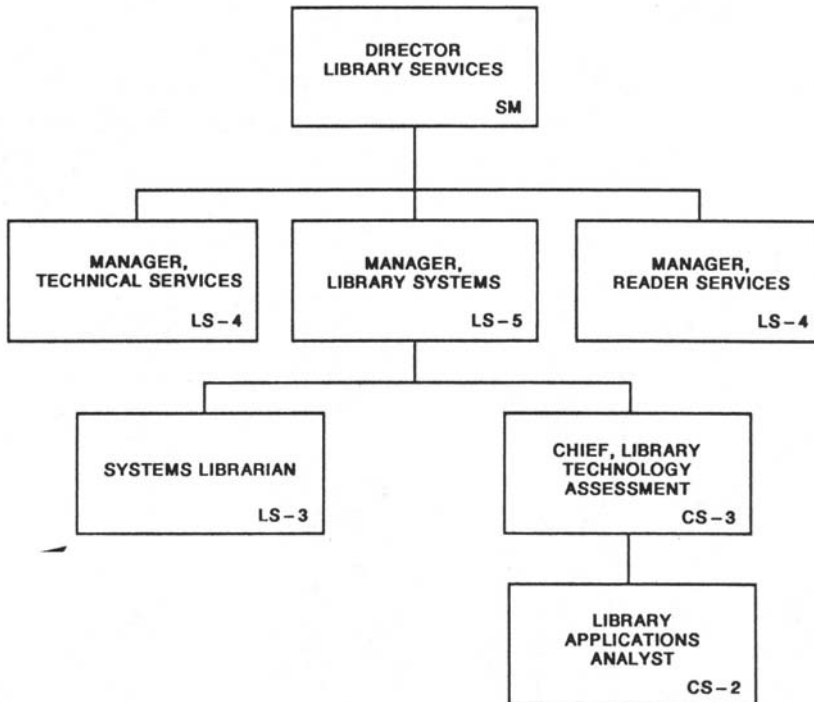 DIRECTOR
LIBRARY SERVICES
SM
MANAGER,
TECHNICAL SERVICES
LS-4
MANAGER,
LIBRARY SYSTEMS
LS-5
MANAGER,
READER SERVICES
LS-4
SYSTEMS LIBRARIAN
LS-3
CHIEF, LIBRARY
TECHNOLOGY
ASSESSMENT
CS-3
LIBRARY
APPLICATIONS
ANALYST
CS-2